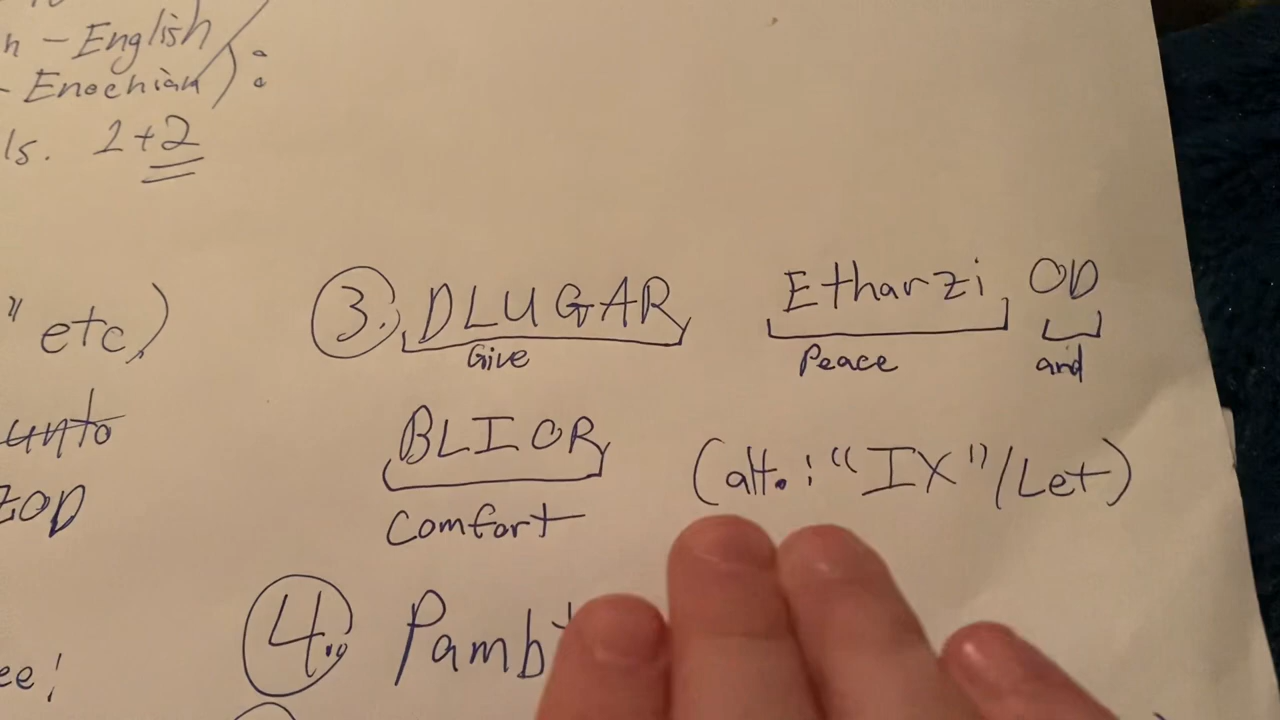 - English
- Enochian):
ls. 2+2
" etc)
unto
ZOD
ee!
3. DLUGAR Etharzi, OD
Give Peace and
BLIOR (alt.: "IX"/Let)
Comfort
4. Pamb